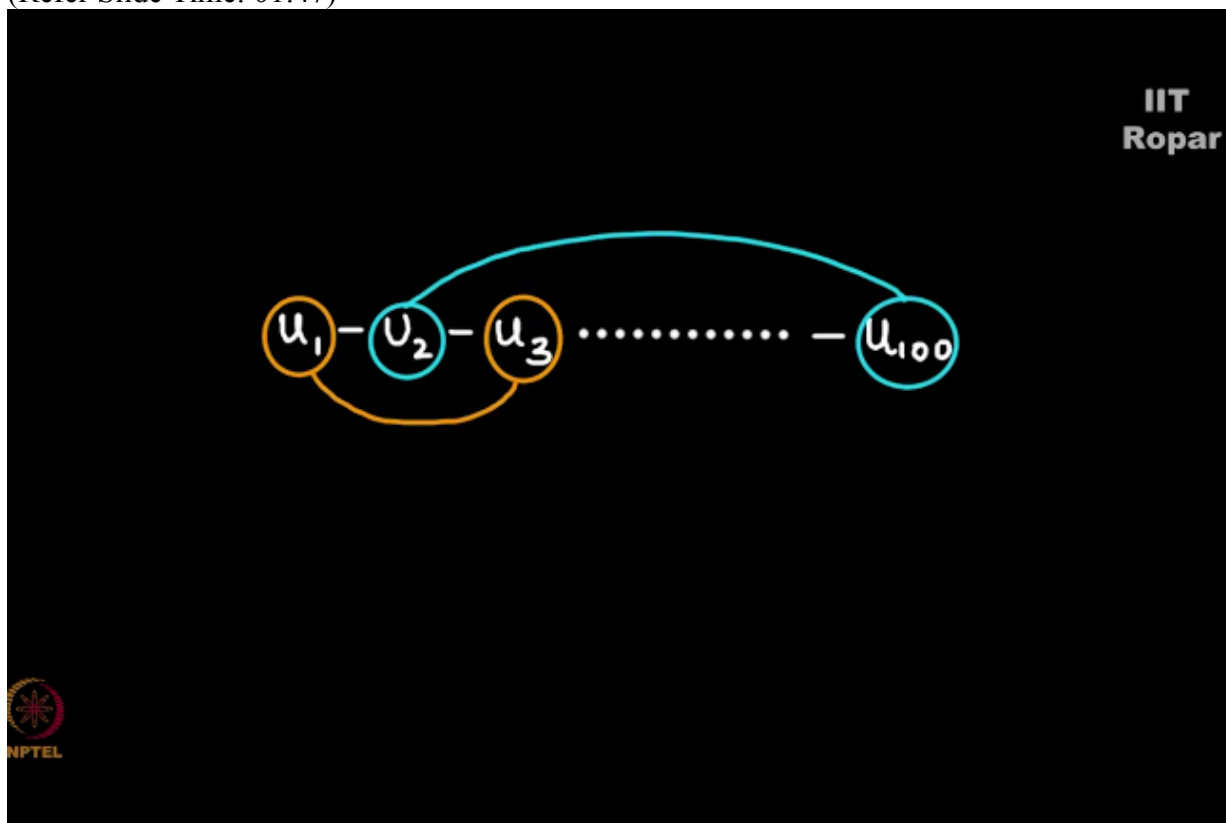 IIT
Ropar
u₁ - U₂ - u₃ ............ - u₁₀₀
NPTEL